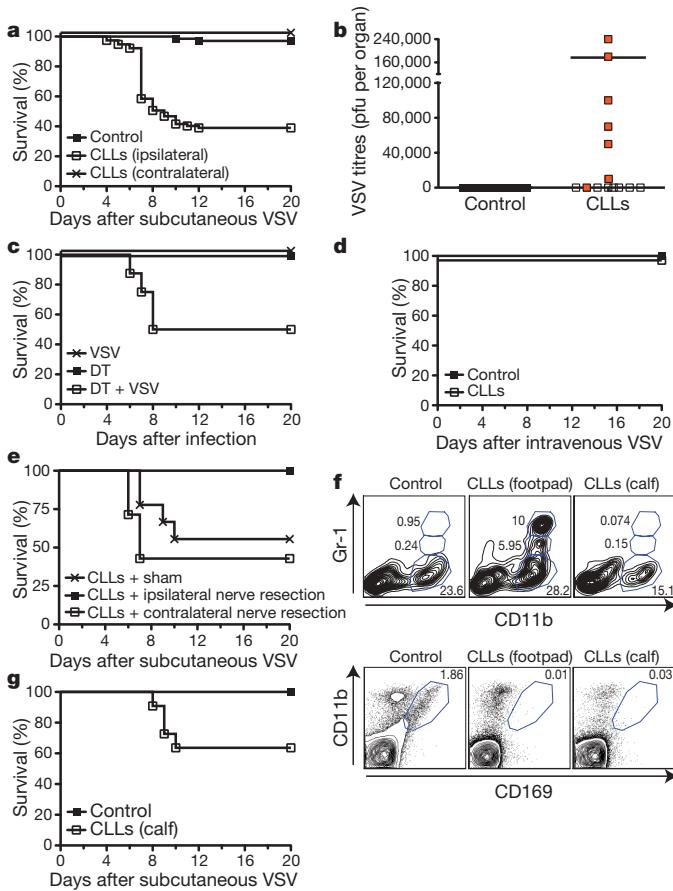 a
100
80
60
40
20
0
Survival (%)
Control
CLLs (ipsilateral)
CLLs (contralateral)
0 4 8 12 16 20
Days after subcutaneous VSV
b
240,000
160,000
120,000
80,000
40,000
0
VSV titres (pfu per organ)
Control CLLs
c
100
80
60
40
20
0
Survival (%)
VSV
DT
DT + VSV
0 4 8 12 16 20
Days after infection
d
100
80
60
40
20
0
Survival (%)
Control
CLLs
0 4 8 12 16 20
Days after intravenous VSV
e
100
75
50
25
0
Survival (%)
CLLs + sham
CLLs + ipsilateral nerve resection
CLLs + contralateral nerve resection
0 4 8 12 16 20
Days after subcutaneous VSV
f
Control CLLs (footpad) CLLs (calf)
Gr-1
0.95 10 0.074
0.24 5.95 0.15
23.6 28.2 15.1
CD11b
Control CLLs (footpad) CLLs (calf)
1.86 0.01 0.03
CD11b
CD169
g
100
80
60
40
20
0
Survival (%)
Control
CLLs (calf)
0 4 8 12 16 20
Days after subcutaneous VSV